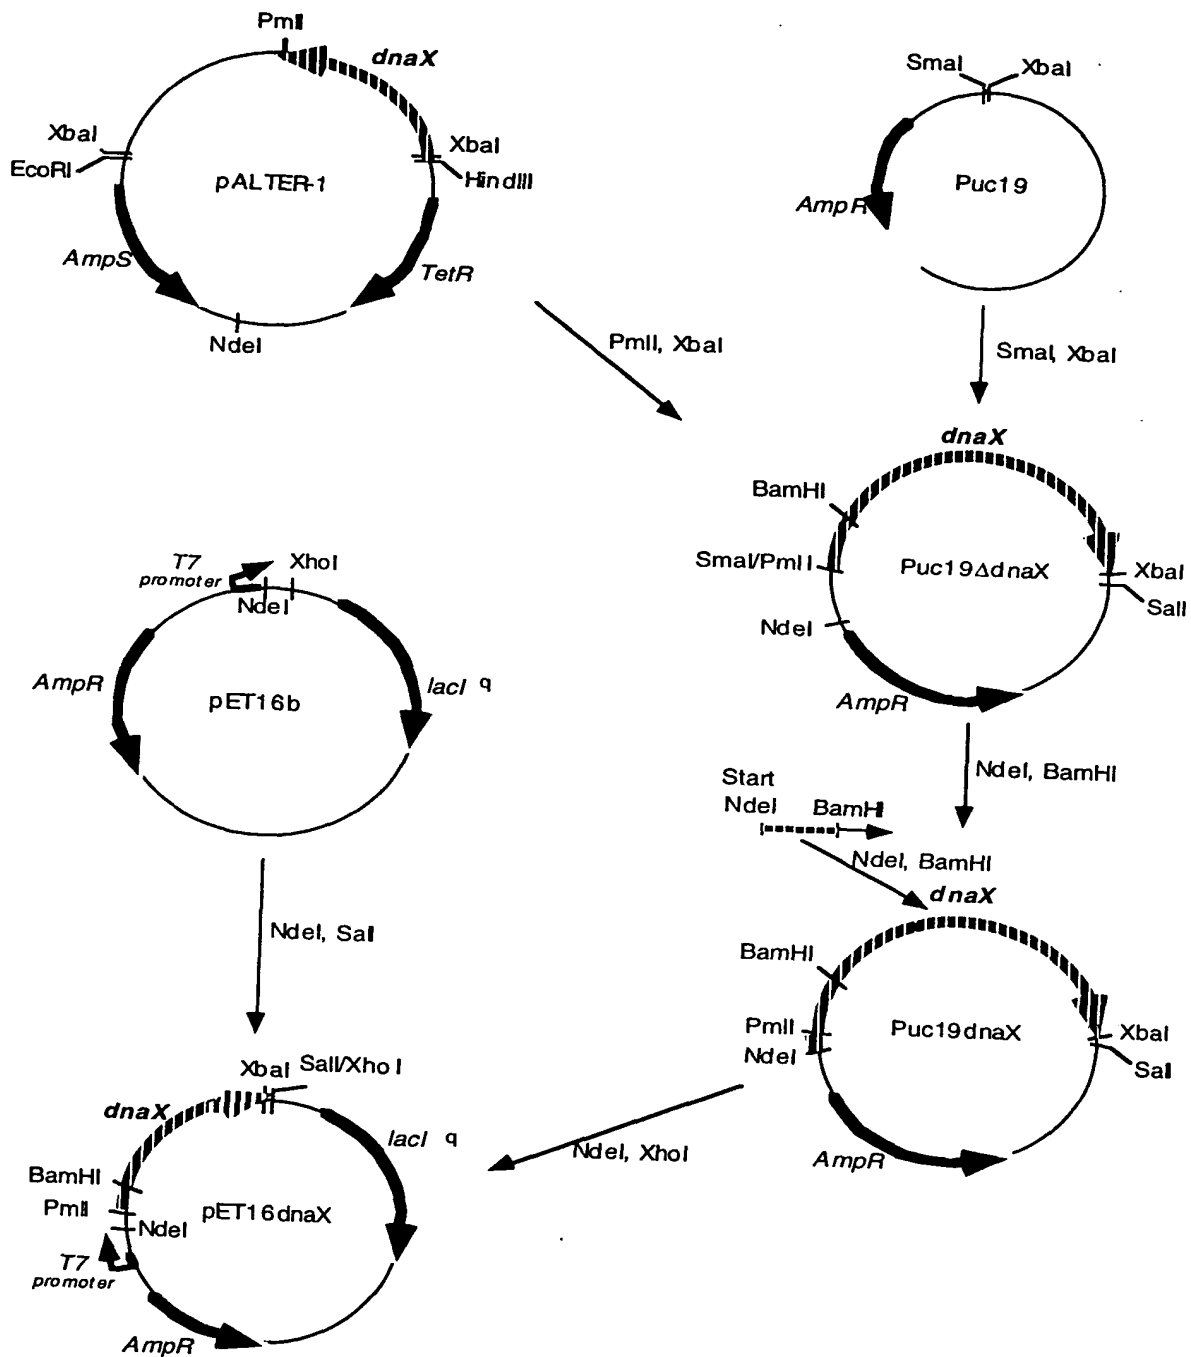 PmlI
dnaX
XbaI
EcoRI
XbaI
HindIII
pALTER-1
AmpS
TetR
NdeI
SmaI
XbaI
Puc19
AmpR
PmlI, XbaI
SmaI, XbaI
dnaX
BamHI
SmaI/PmlI
Puc19ΔdnaX
XbaI
SalI
NdeI
AmpR
T7
promoter
XhoI
NdeI
AmpR
lacI q
pET16b
NdeI, BamHI
Start
NdeI
BamHI
NdeI, BamHI
dnaX
NdeI, SalI
BamHI
PmlI
NdeI
Puc19dnaX
XbaI
SalI
AmpR
XbaI
SalI/XhoI
dnaX
lacI q
NdeI, XhoI
BamHI
PmlI
NdeI
pET16dnaX
T7
promoter
AmpR